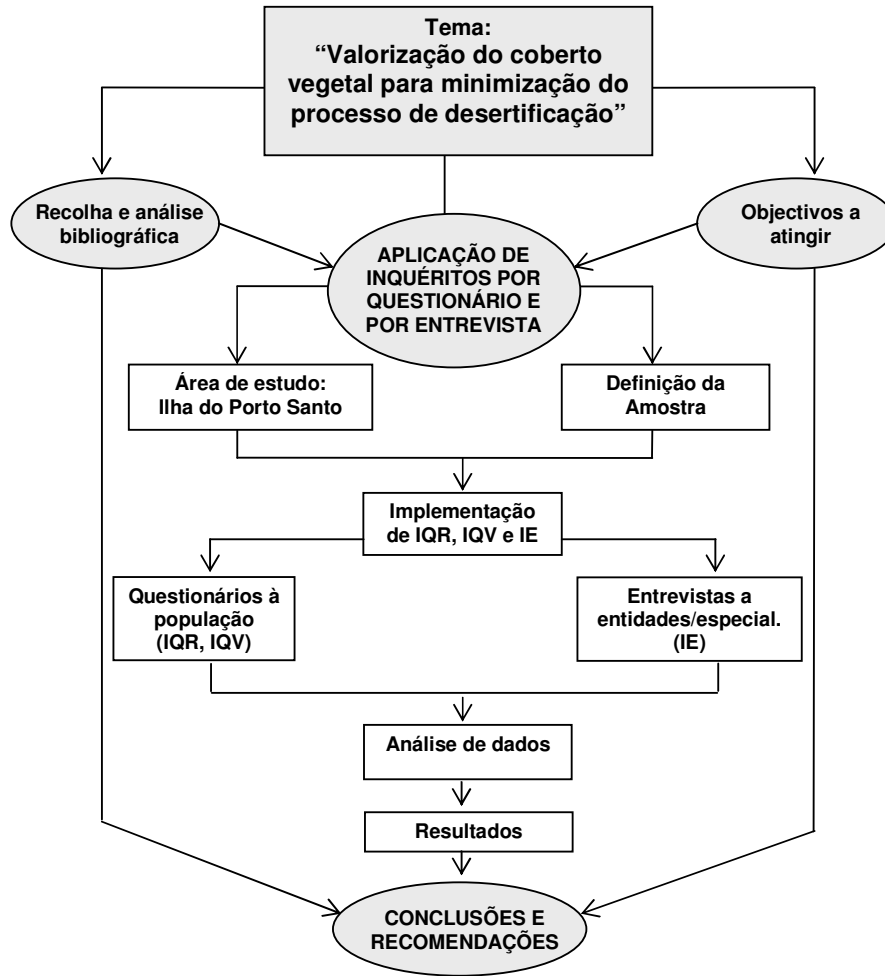 Tema:
“Valorização do coberto
vegetal para minimização do
processo de desertificação”
Recolha e análise
bibliográfica
Objectivos a
atingir
APLICAÇÃO DE
INQUÉRITOS POR
QUESTIONÁRIO E
POR ENTREVISTA
Área de estudo:
Ilha do Porto Santo
Definição da
Amostra
Implementação
de IQR, IQV e IE
Questionários à
população
(IQR, IQV)
Entrevistas a
entidades/especial.
(IE)
Análise de dados
Resultados
CONCLUSÕES E
RECOMENDAÇÕES